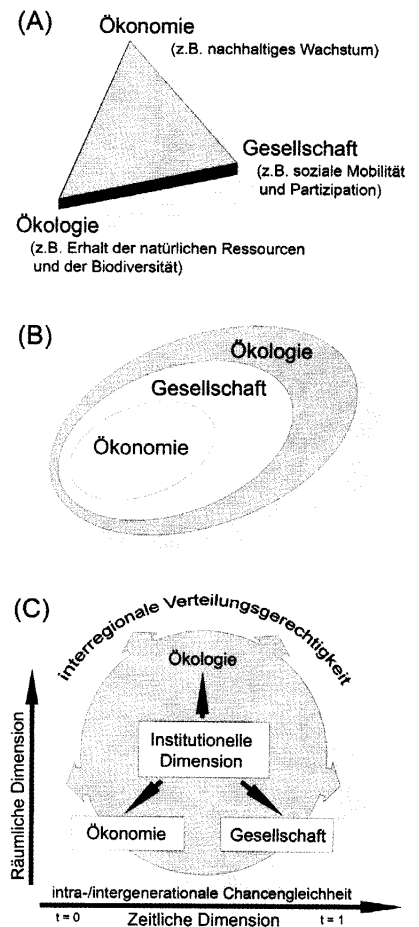 (A)
Ökonomie
(z.B. nachhaltiges Wachstum)
Gesellschaft
(z.B. soziale Mobilität
und Partizipation)
Ökologie
(z.B. Erhalt der natürlichen Ressourcen
und der Biodiversität)
(B)
Ökologie
Gesellschaft
Ökonomie
(C)
interregionale Verteilungsgerechtigkeit
Ökologie
Räumliche Dimension
Institutionelle
Dimension
Ökonomie
Gesellschaft
intra-/intergenerationale Chancengleichheit
t = 0
Zeitliche Dimension
t = 1